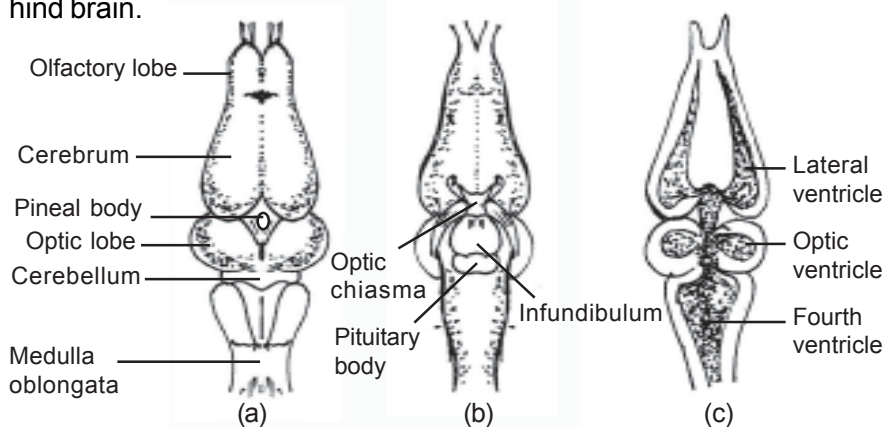 hind brain.
Olfactory lobe
Cerebrum
Pineal body
Optic lobe
Cerebellum
Medulla
oblongata
(a)
Optic
chiasma
Pituitary
body
Infundibulum
(b)
Lateral
ventricle
Optic
ventricle
Fourth
ventricle
(c)